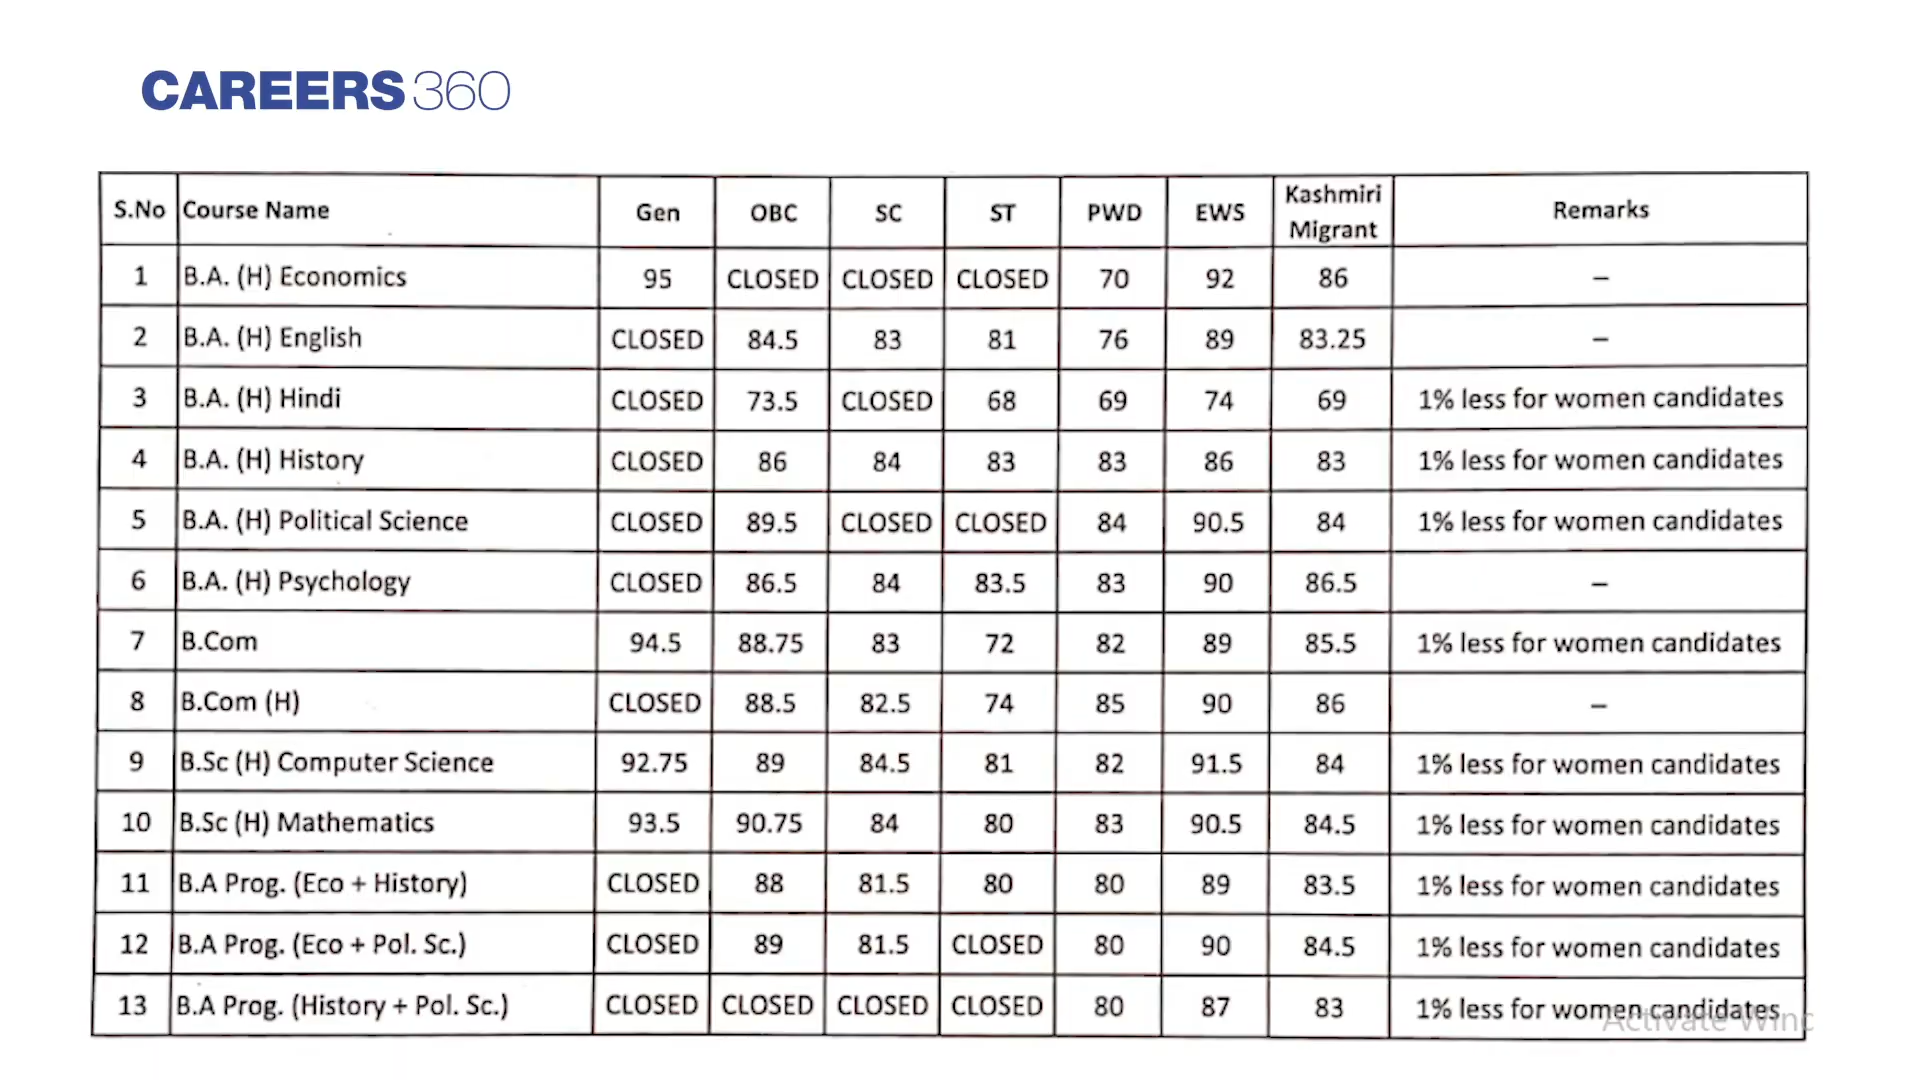 CAREERS360
S.No Course Name Gen OBC SC ST PWD EWS Kashmiri Migrant Remarks
1 B.A. (H) Economics 95 CLOSED CLOSED CLOSED 70 92 86 –
2 B.A. (H) English CLOSED 84.5 83 81 76 89 83.25 –
3 B.A. (H) Hindi CLOSED 73.5 CLOSED 68 69 74 69 1% less for women candidates
4 B.A. (H) History CLOSED 86 84 83 83 86 83 1% less for women candidates
5 B.A. (H) Political Science CLOSED 89.5 CLOSED CLOSED 84 90.5 84 1% less for women candidates
6 B.A. (H) Psychology CLOSED 86.5 84 83.5 83 90 86.5 –
7 B.Com 94.5 88.75 83 72 82 89 85.5 1% less for women candidates
8 B.Com (H) CLOSED 88.5 82.5 74 85 90 86 –
9 B.Sc (H) Computer Science 92.75 89 84.5 81 82 91.5 84 1% less for women candidates
10 B.Sc (H) Mathematics 93.5 90.75 84 80 83 90.5 84.5 1% less for women candidates
11 B.A Prog. (Eco + History) CLOSED 88 81.5 80 80 89 83.5 1% less for women candidates
12 B.A Prog. (Eco + Pol. Sc.) CLOSED 89 81.5 CLOSED 80 90 84.5 1% less for women candidates
13 B.A Prog. (History + Pol. Sc.) CLOSED CLOSED CLOSED CLOSED 80 87 83 1% less for women candidates
Activate Winc